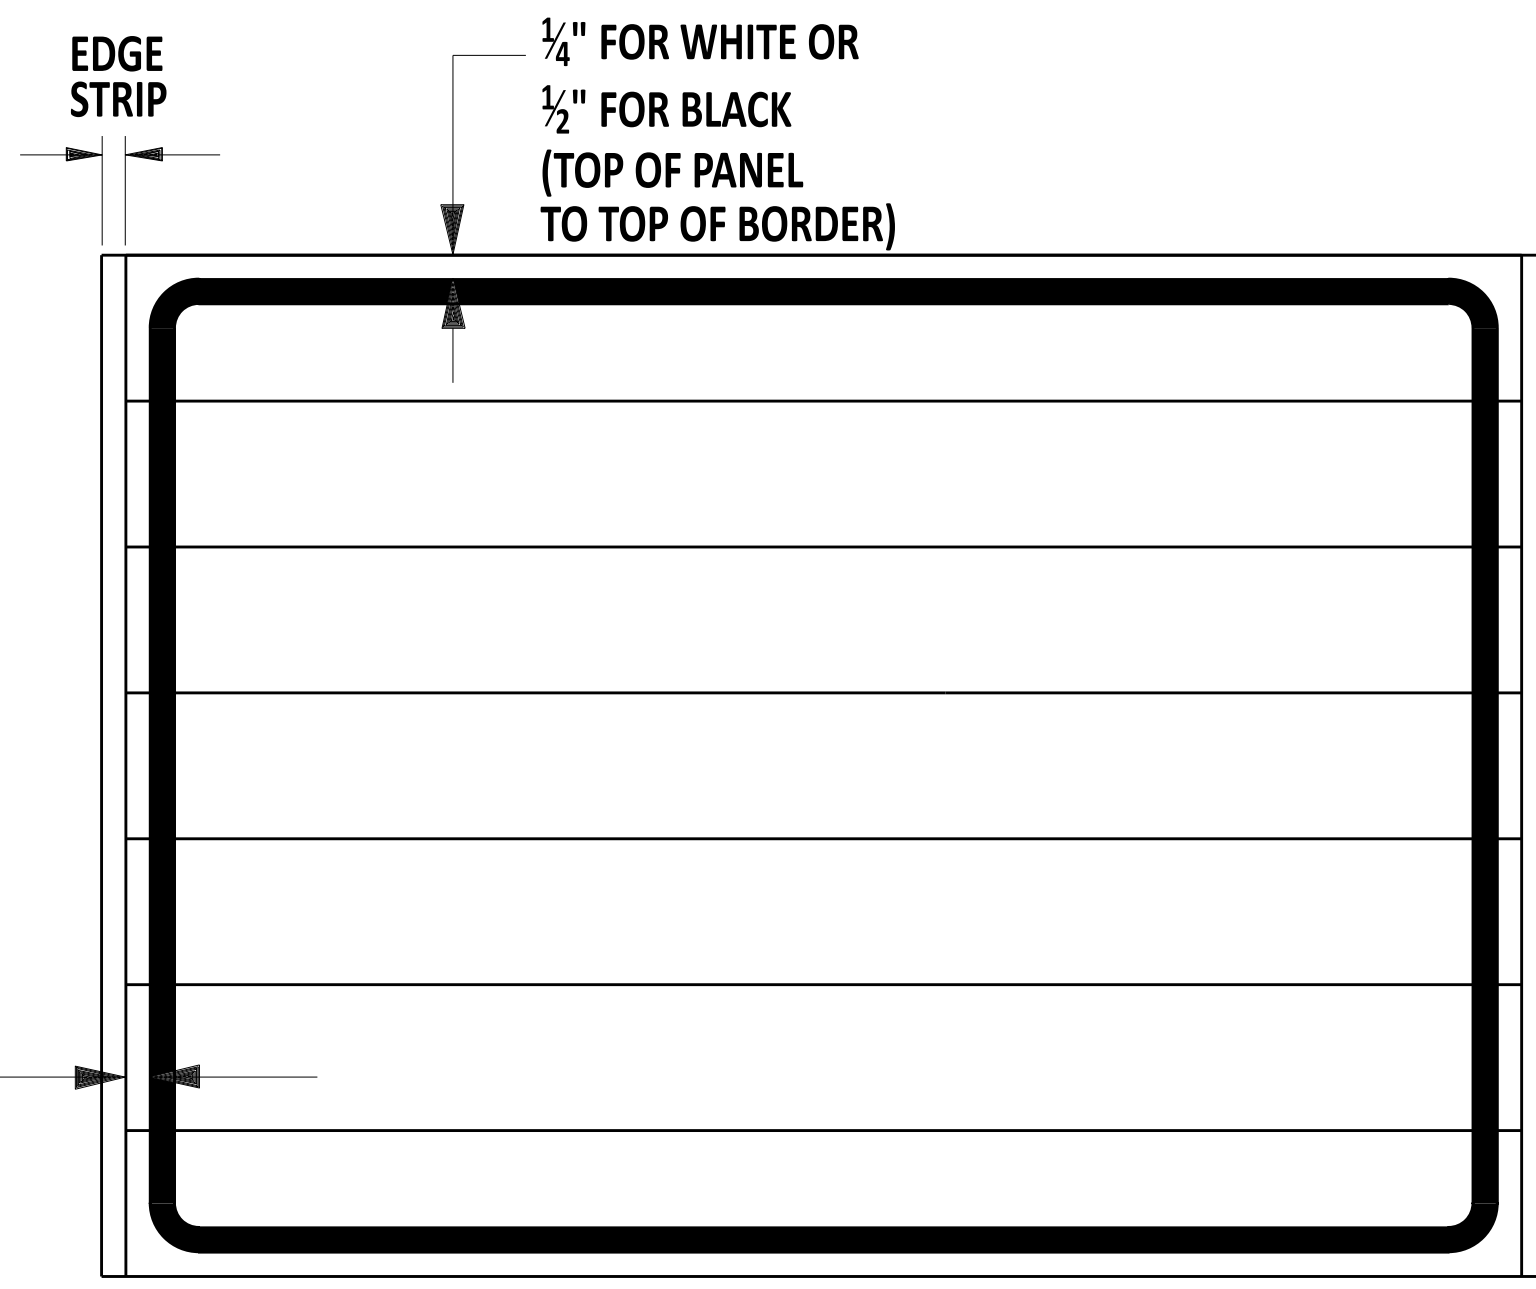 EDGE
STRIP
¼" FOR WHITE OR
½" FOR BLACK
(TOP OF PANEL
TO TOP OF BORDER)